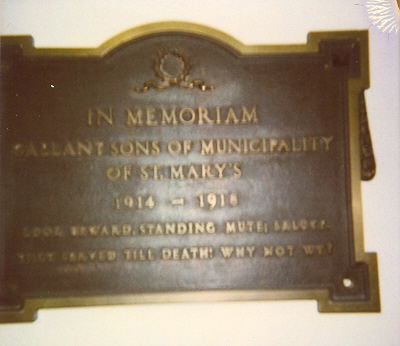 IN MEMORIAM
GALLANT SONS OF MUNICIPALITY
OF ST. MARY'S
1914 - 1918
LOOK UPWARD, STANDING MUTE; SALUTE.
THEY SERVED TILL DEATH! WHY NOT WE?